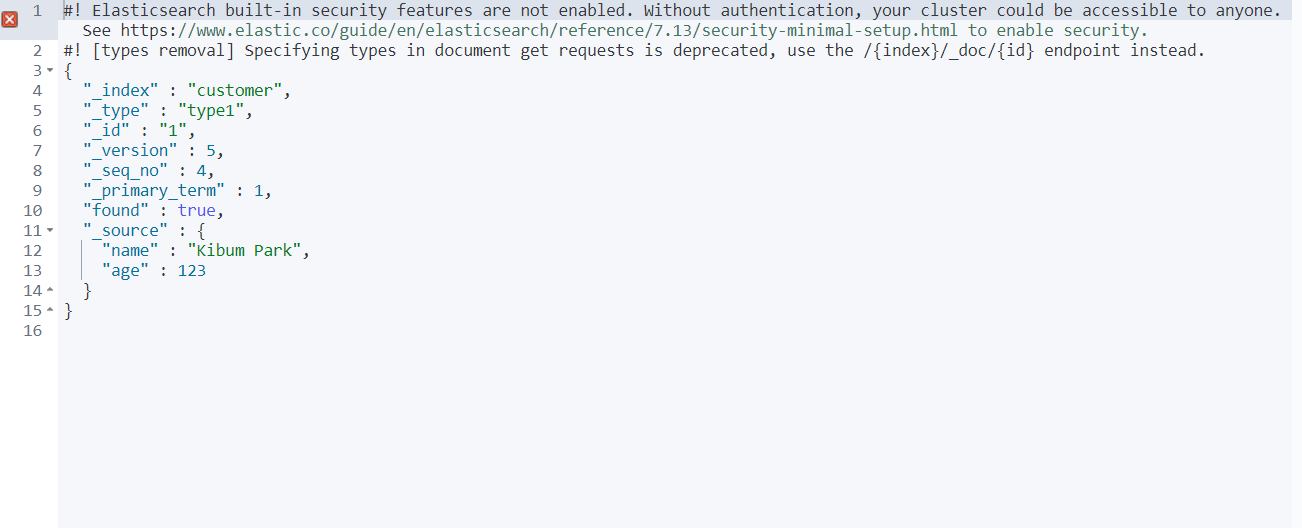 1 #! Elasticsearch built-in security features are not enabled. Without authentication, your cluster could be accessible to anyone.
See https://www.elastic.co/guide/en/elasticsearch/reference/7.13/security-minimal-setup.html to enable security.
2 #! [types removal] Specifying types in document get requests is deprecated, use the /{index}/_doc/{id} endpoint instead.
3 {
4   "_index" : "customer",
5   "_type" : "type1",
6   "_id" : "1",
7   "_version" : 5,
8   "_seq_no" : 4,
9   "_primary_term" : 1,
10   "found" : true,
11   "_source" : {
12     "name" : "Kibum Park",
13     "age" : 123
14   }
15 }
16